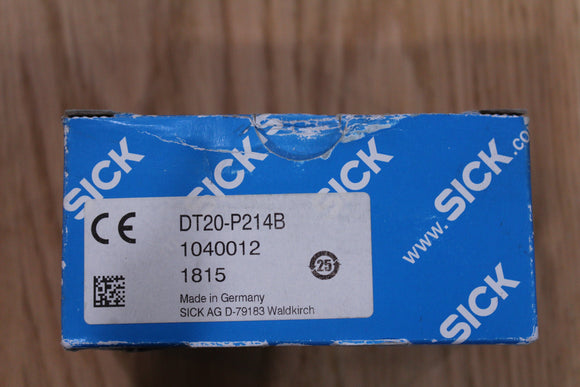 SICK
SICK
SICK
www.SICK.co
SICK
CE
DT20-P214B
1040012
1815
25
Made in Germany
SICK AG D-79183 Waldkirch